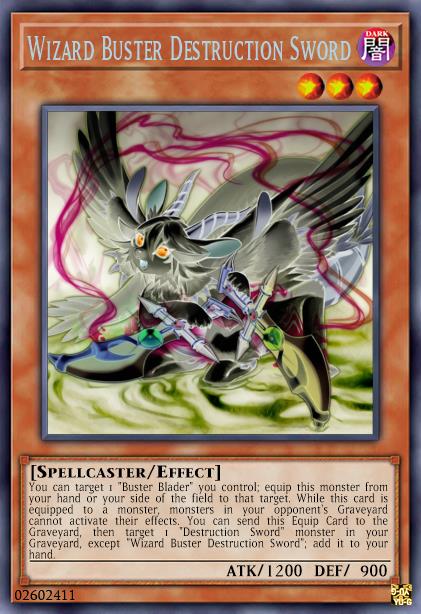 WIZARD BUSTER DESTRUCTION SWORD
DARK
闇
[SPELLCASTER/EFFECT]
You can target 1 "Buster Blader" you control; equip this monster from
your hand or your side of the field to that target. While this card is
equipped to a monster, monsters in your opponent's Graveyard
cannot activate their effects. You can send this Equip Card to the
Graveyard, then target 1 "Destruction Sword" monster in your
Graveyard, except "Wizard Buster Destruction Sword"; add it to your
hand.
ATK/1200 DEF/ 900
02602411